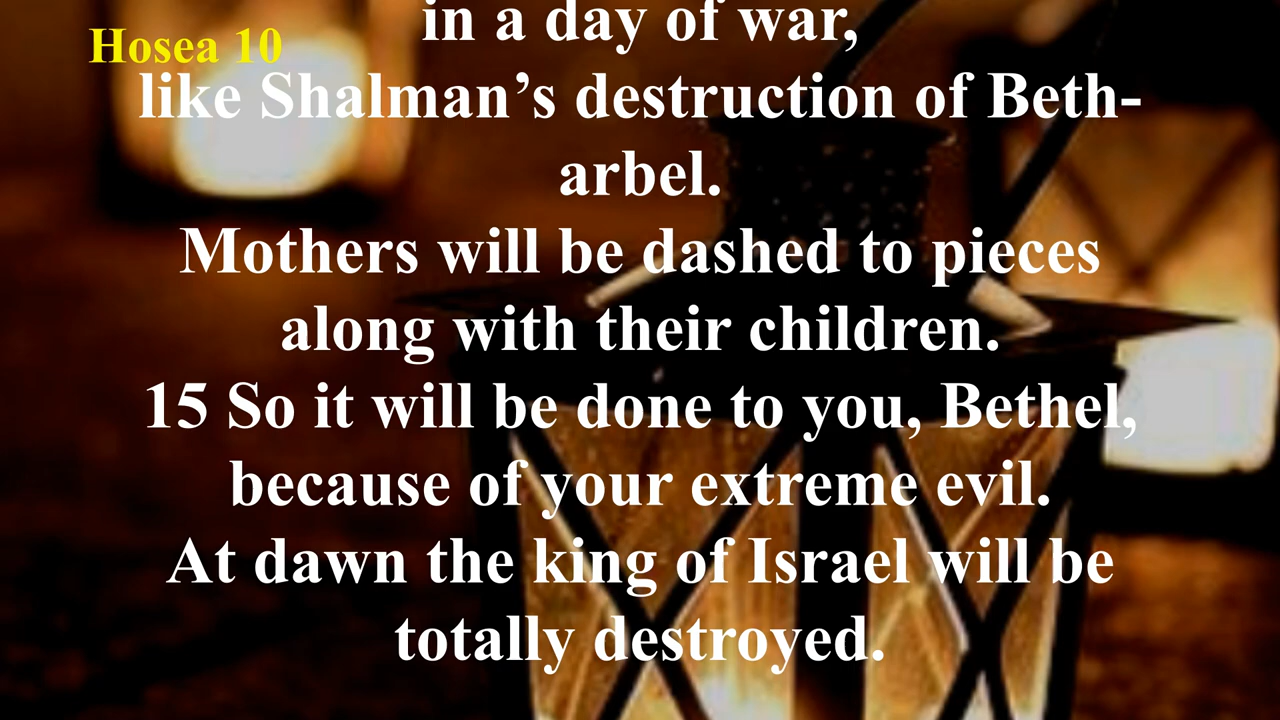 Hosea 10
in a day of war,
like Shalman’s destruction of Beth-
arbel.
Mothers will be dashed to pieces
along with their children.
15 So it will be done to you, Bethel,
because of your extreme evil.
At dawn the king of Israel will be
totally destroyed.